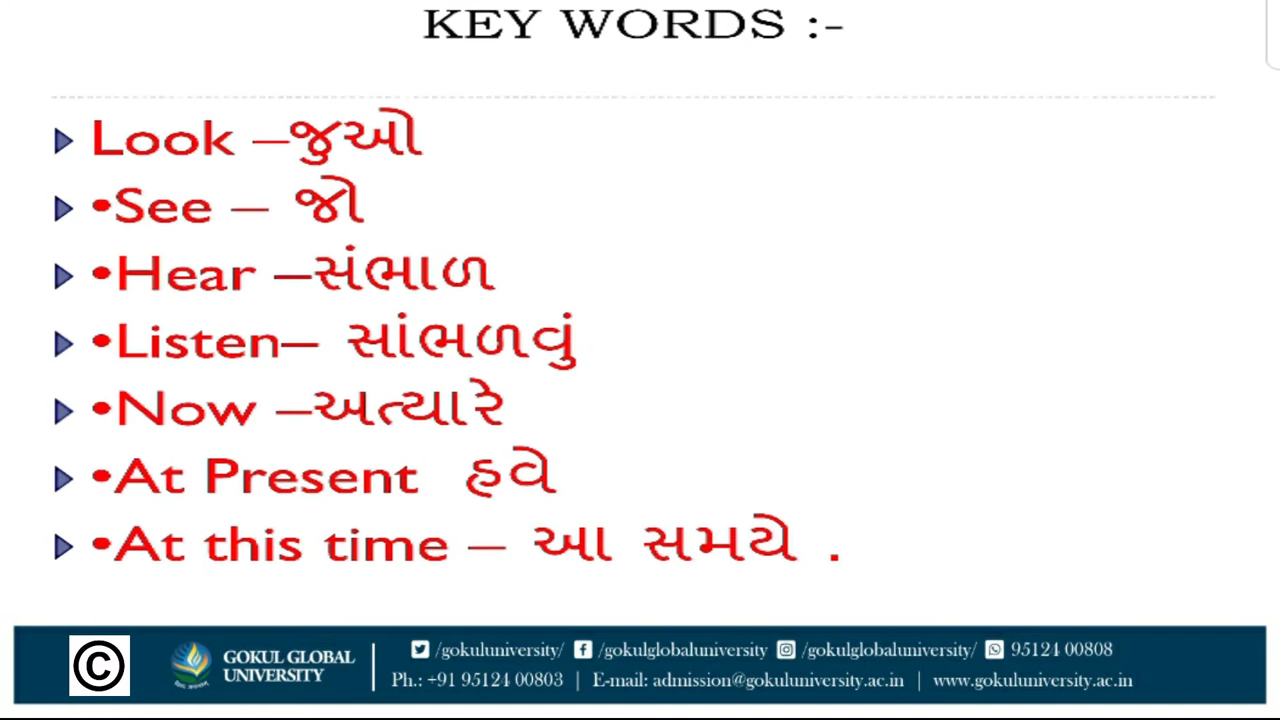 KEY WORDS :-
Look –જુઓ
•See – જો
•Hear –સંભાળ
•Listen– સાંભળવું
•Now –અત્યારે
•At Present હવે
•At this time – આ સમયે .
© GOKUL GLOBAL UNIVERSITY
/gokuluniversity/ /gokulglobaluniversity /gokulglobaluniversity/ 95124 00808
Ph.: +91 95124 00803 | E-mail: admission@gokuluniversity.ac.in | www.gokuluniversity.ac.in